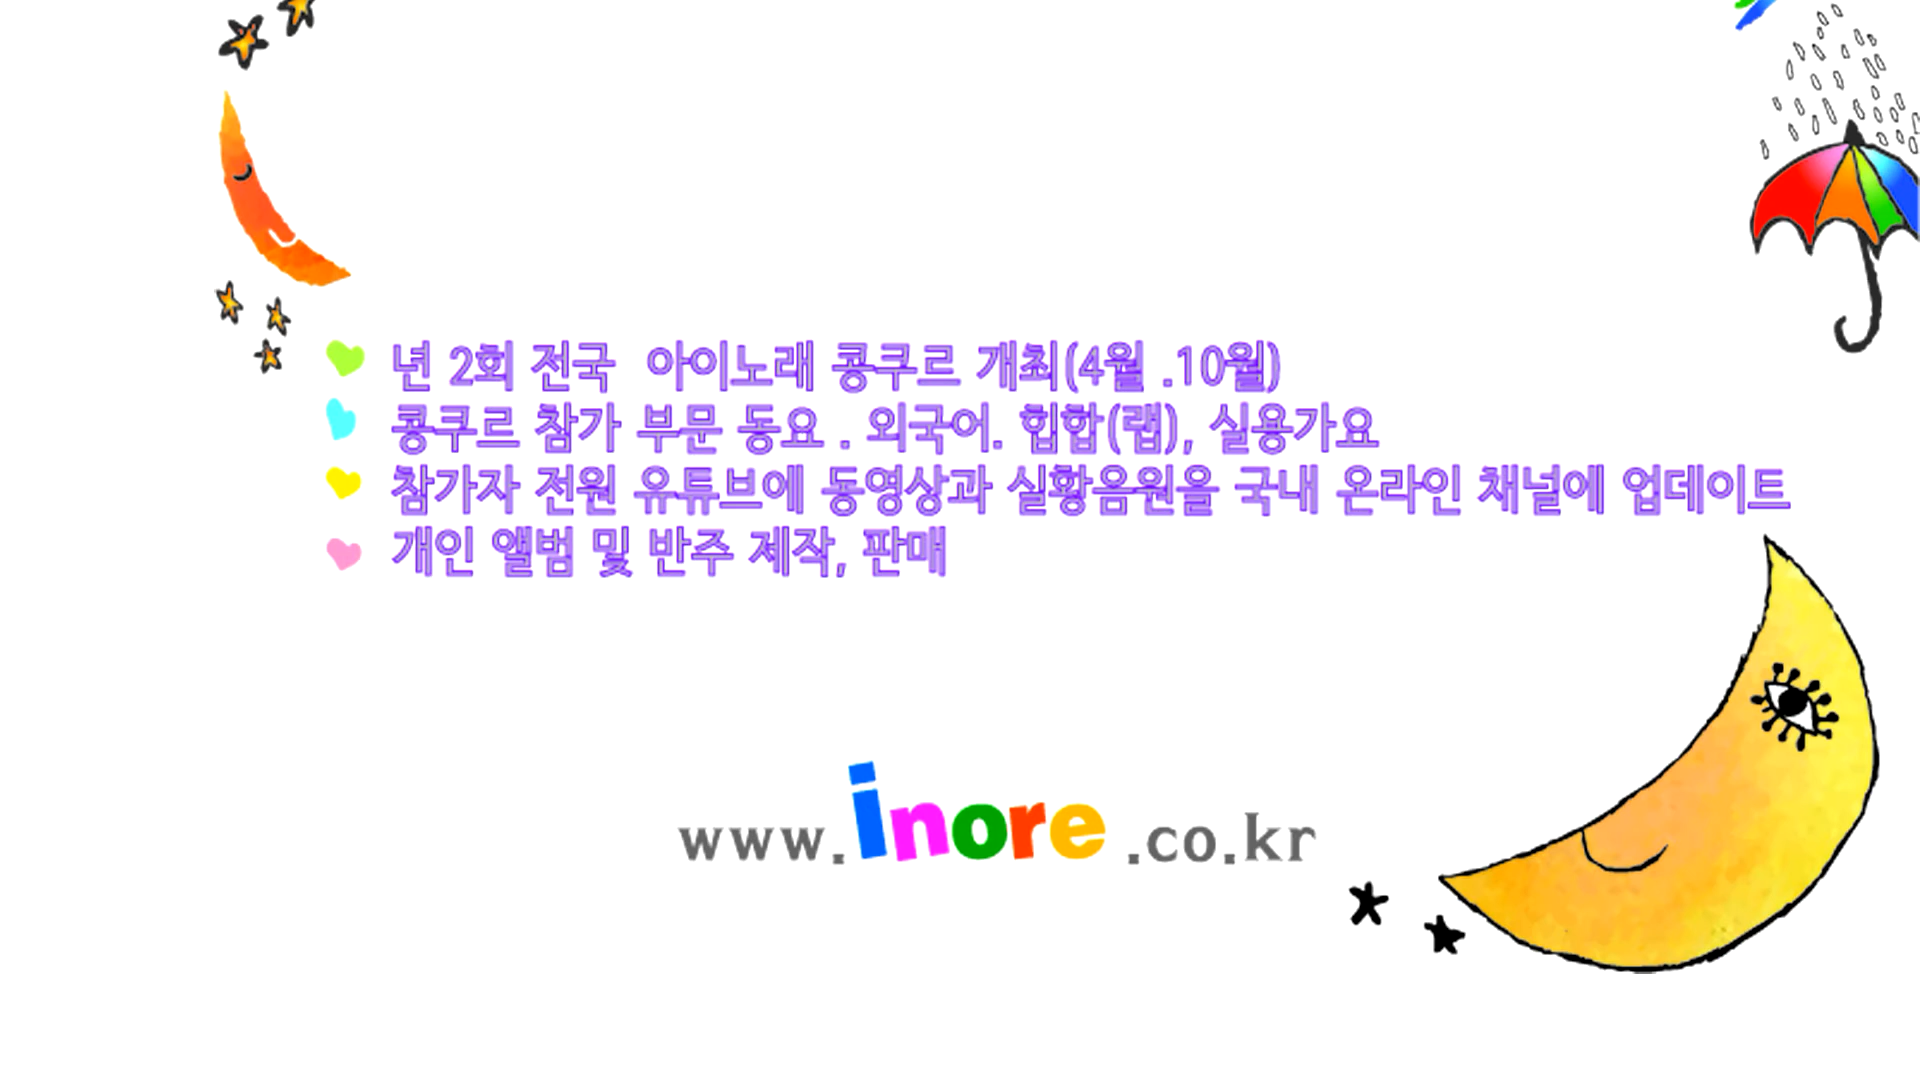 년 2회 전국 아이노래 콩쿠르 개최(4월 .10월)
콩쿠르 참가 부문 동요 . 외국어. 힙합(랩), 실용가요
참가자 전원 유튜브에 동영상과 실황음원을 국내 온라인 채널에 업데이트
개인 앨범 및 반주 제작, 판매
www.inore.co.kr